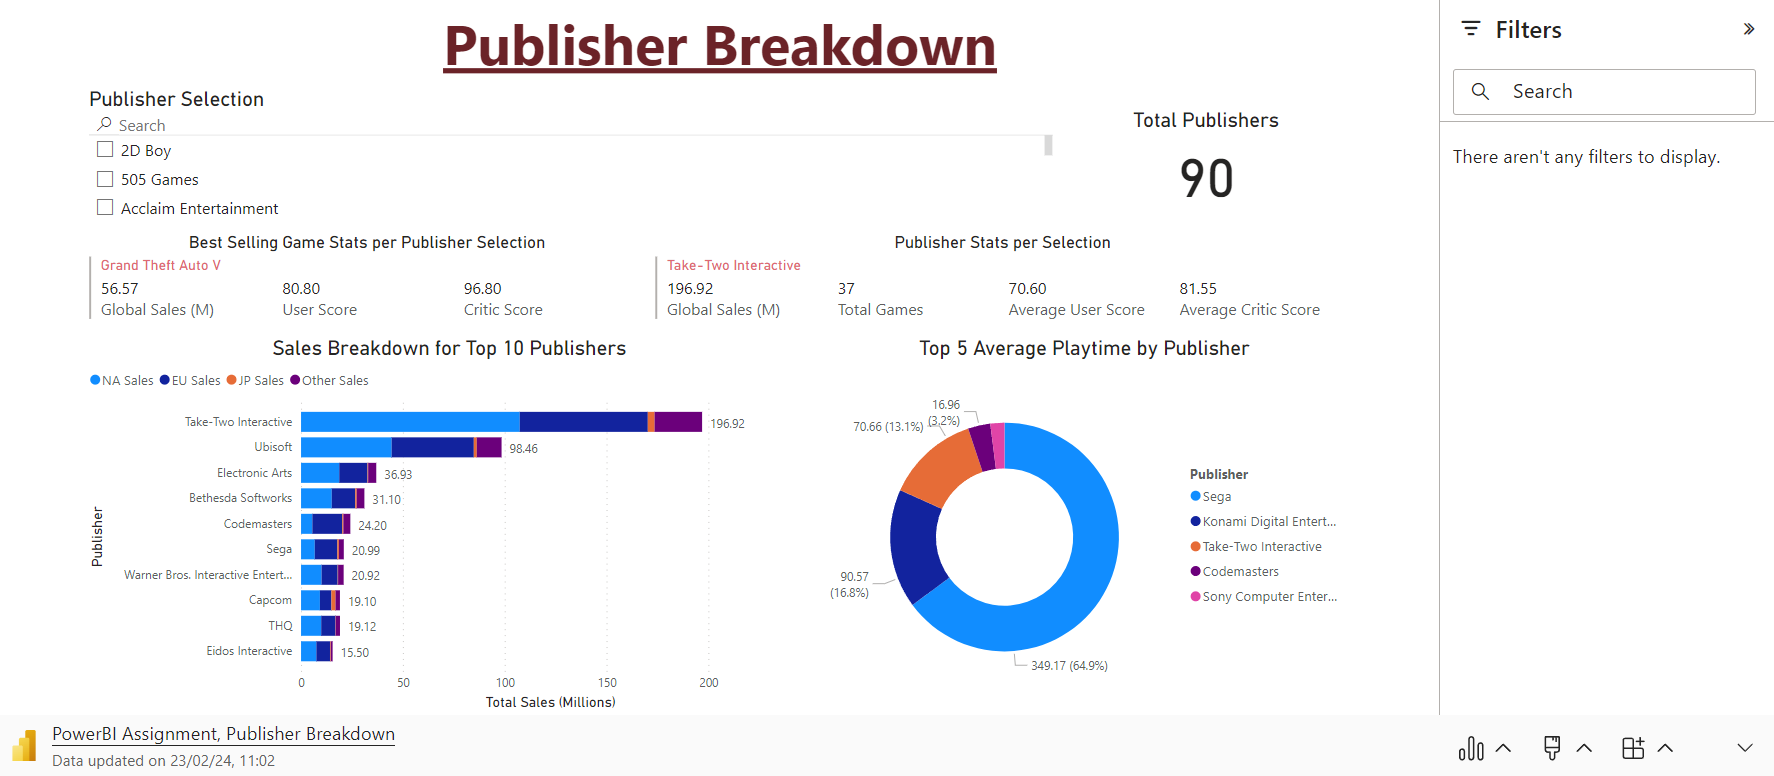 Publisher Breakdown
Publisher Selection
Search
2D Boy
505 Games
Acclaim Entertainment
Total Publishers
90
Best Selling Game Stats per Publisher Selection
Grand Theft Auto V
56.57
Global Sales (M)
80.80
User Score
96.80
Critic Score
Publisher Stats per Selection
Take-Two Interactive
196.92
Global Sales (M)
37
Total Games
70.60
Average User Score
81.55
Average Critic Score
Sales Breakdown for Top 10 Publishers
NA Sales EU Sales JP Sales Other Sales
Publisher
Take-Two Interactive 196.92
Ubisoft 98.46
Electronic Arts 36.93
Bethesda Softworks 31.10
Codemasters 24.20
Sega 20.99
Warner Bros. Interactive Entert... 20.92
Capcom 19.10
THQ 19.12
Eidos Interactive 15.50
0 50 100 150 200
Total Sales (Millions)
Top 5 Average Playtime by Publisher
16.96
(3.2%)
70.66 (13.1%)
90.57
(16.8%)
349.17 (64.9%)
Publisher
Sega
Konami Digital Entert...
Take-Two Interactive
Codemasters
Sony Computer Enter...
Filters
Search
There aren't any filters to display.
PowerBI Assignment, Publisher Breakdown
Data updated on 23/02/24, 11:02